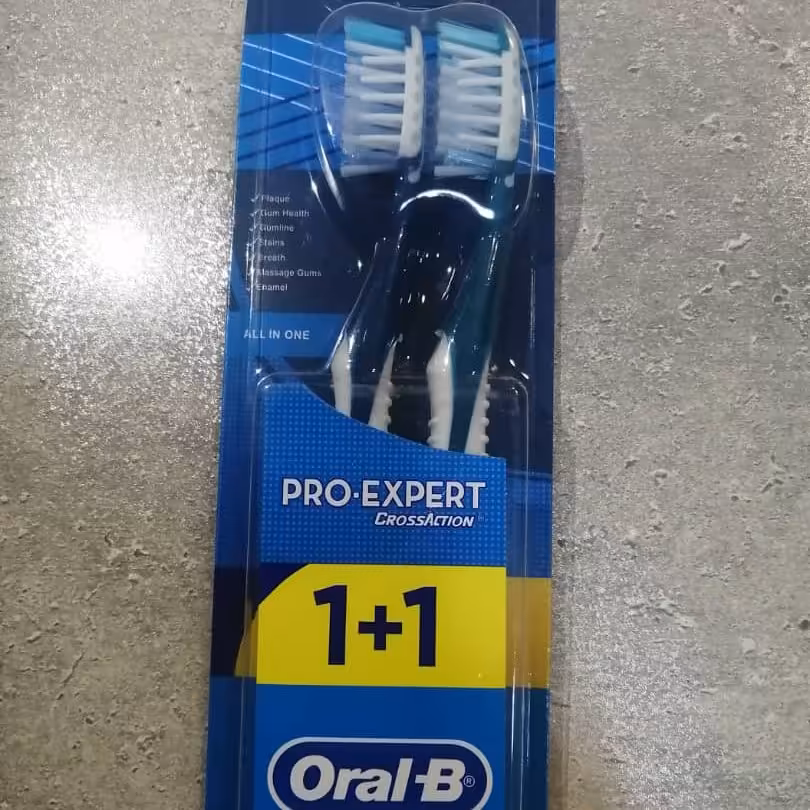 Plaque
Gum Health
Gumline
Stains
Breath
Massage Gums
Enamel
ALL IN ONE
PRO·EXPERT
CROSSACTION
1+1
Oral-B®